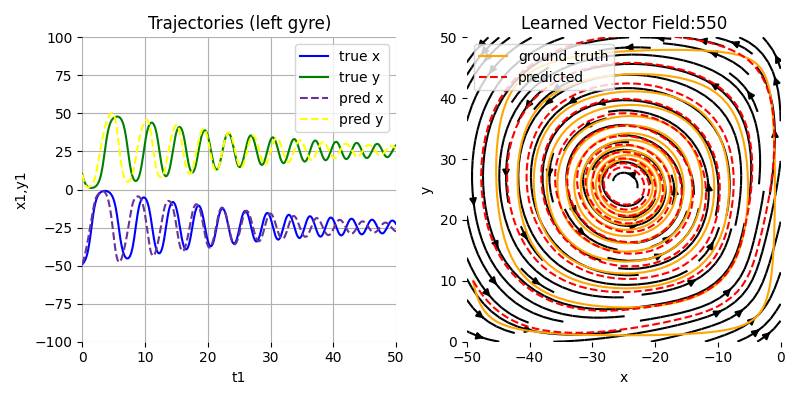 Trajectories (left gyre)
100
75
50
25
0
−25
−50
−75
−100
0
10
20
30
40
50
t1
x1,y1
true x
true y
pred x
pred y
Learned Vector Field:550
50
40
30
20
10
0
−50
−40
−30
−20
−10
0
x
y
ground_truth
predicted